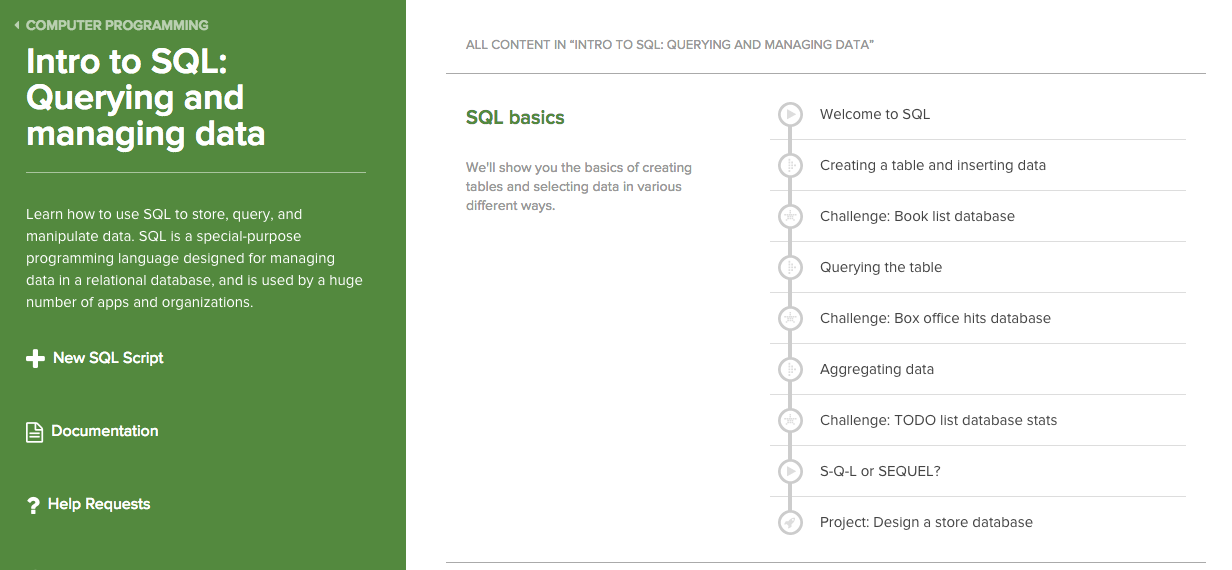 COMPUTER PROGRAMMING
Intro to SQL:
Querying and
managing data
Learn how to use SQL to store, query, and
manipulate data. SQL is a special-purpose
programming language designed for managing
data in a relational database, and is used by a huge
number of apps and organizations.
New SQL Script
Documentation
Help Requests
ALL CONTENT IN “INTRO TO SQL: QUERYING AND MANAGING DATA”
SQL basics
We'll show you the basics of creating
tables and selecting data in various
different ways.
Welcome to SQL
Creating a table and inserting data
Challenge: Book list database
Querying the table
Challenge: Box office hits database
Aggregating data
Challenge: TODO list database stats
S-Q-L or SEQUEL?
Project: Design a store database